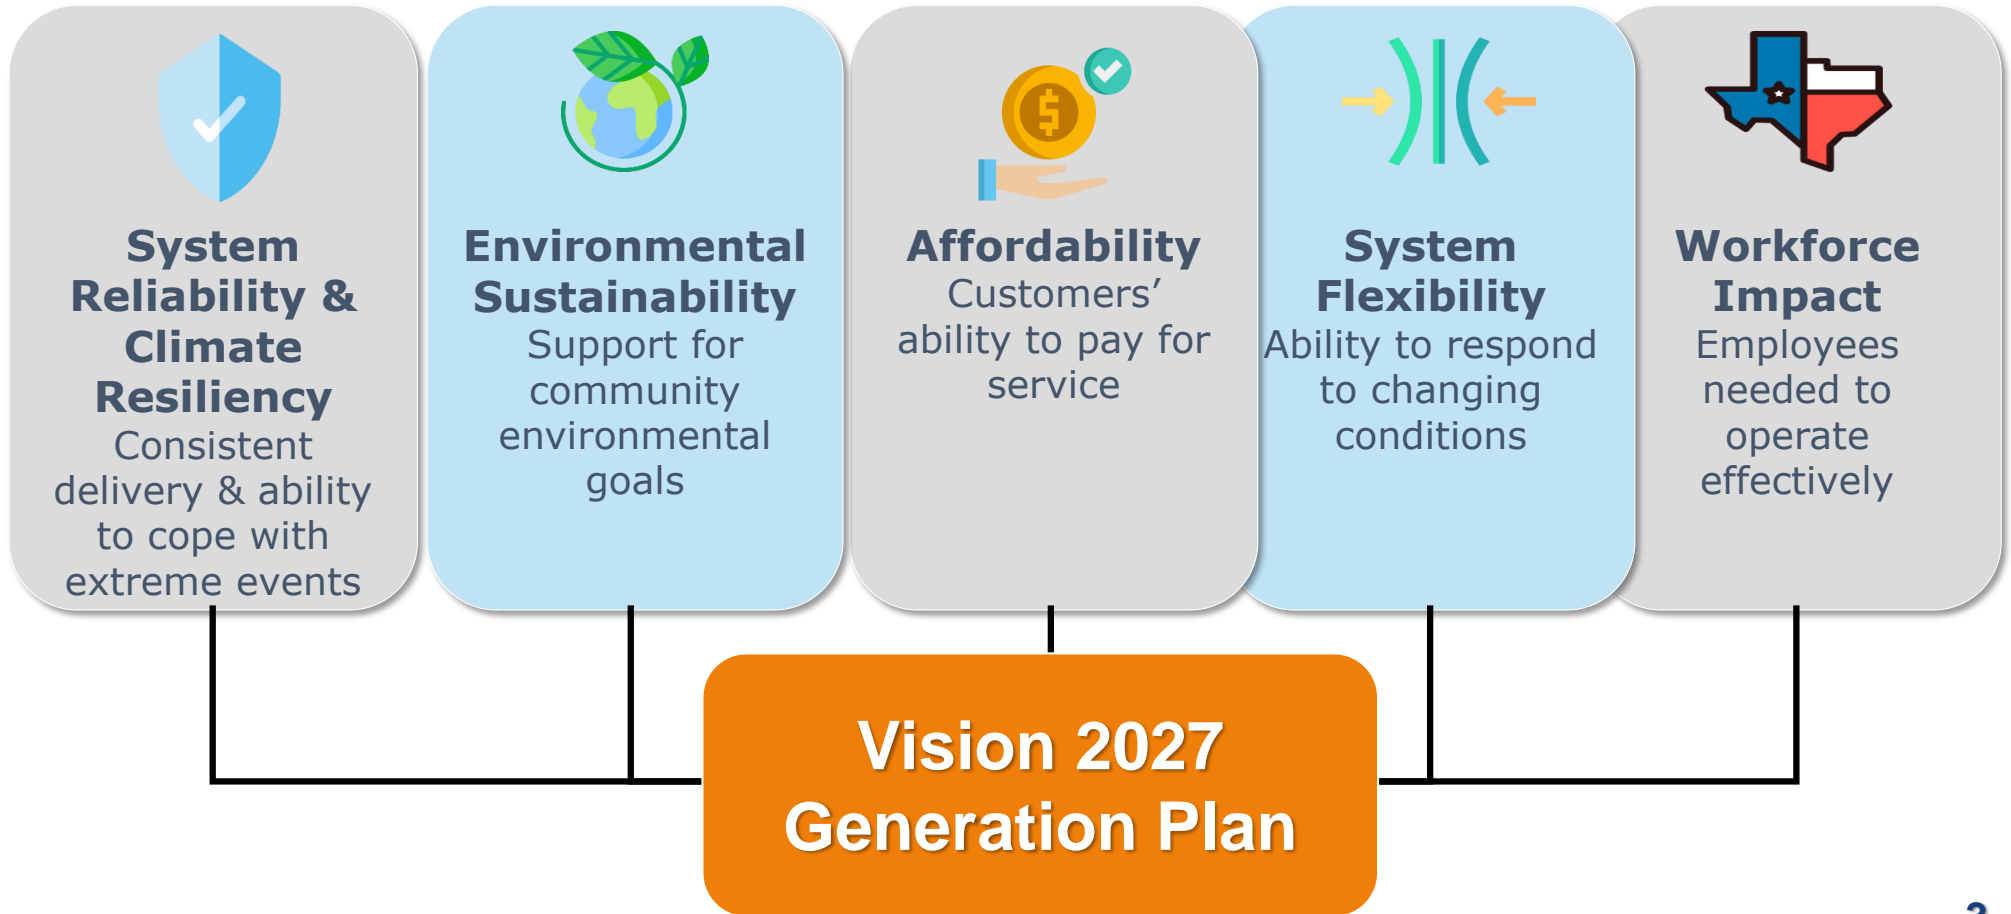 System
Reliability &
Climate
Resiliency
Consistent
delivery & ability
to cope with
extreme events
Environmental
Sustainability
Support for
community
environmental
goals
Affordability
Customers’
ability to pay for
service
System
Flexibility
Ability to respond
to changing
conditions
Workforce
Impact
Employees
needed to
operate
effectively
Vision 2027
Generation Plan